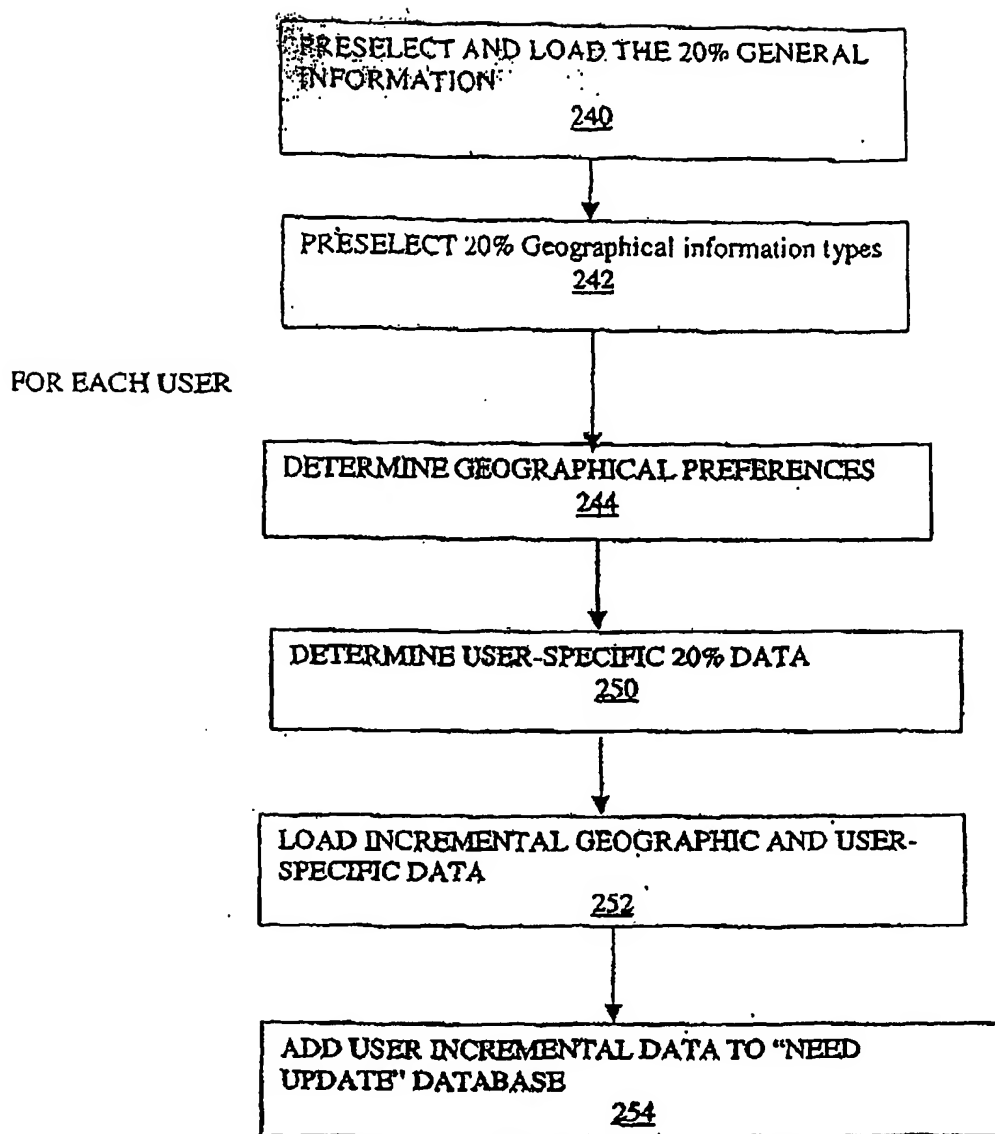 PRESELECT AND LOAD THE 20% GENERAL
INFORMATION
240
PRESELECT 20% Geographical information types
242
FOR EACH USER
DETERMINE GEOGRAPHICAL PREFERENCES
244
DETERMINE USER-SPECIFIC 20% DATA
250
LOAD INCREMENTAL GEOGRAPHIC AND USER-
SPECIFIC DATA
252
ADD USER INCREMENTAL DATA TO "NEED
UPDATE" DATABASE
254